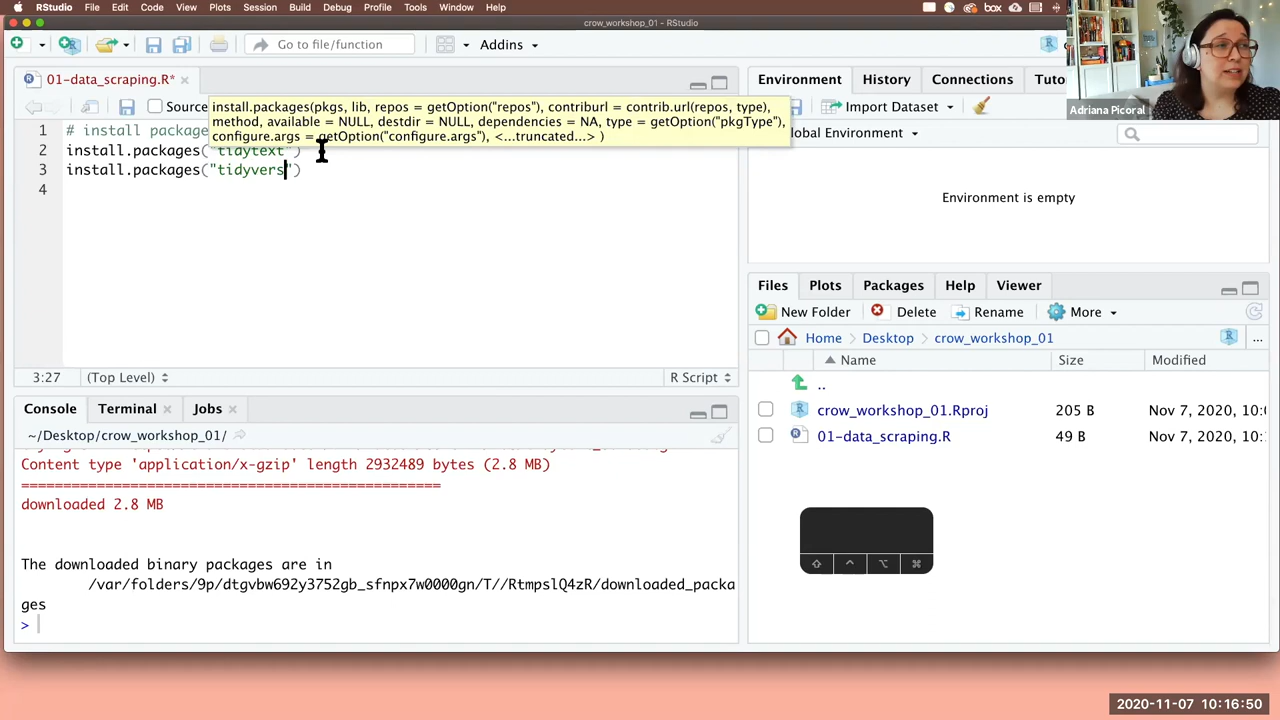 RStudio File Edit Code View Plots Session Build Debug Profile Tools Window Help
box
crow_workshop_01 - RStudio
Go to file/function
Addins
01-data_scraping.R*
Source
install.packages(pkgs, lib, repos = getOption("repos"), contriburl = contrib.url(repos, type),
method, available = NULL, destdir = NULL, dependencies = NA, type = getOption("pkgType"),
configure.args = getOption("configure.args"), <...truncated...> )
1 # install package
2 install.packages("tidytext")
3 install.packages("tidyvers")
4
3:27 (Top Level) R Script
Console Terminal Jobs
~/Desktop/crow_workshop_01/
Content type 'application/x-gzip' length 2932489 bytes (2.8 MB)
==================================================
downloaded 2.8 MB
The downloaded binary packages are in
/var/folders/9p/dtgvbw692y3752gb_sfnpx7w0000gn/T//RtmpslQ4zR/downloaded_packa
ges
>
Environment History Connections Tuto
Import Dataset
Global Environment
Environment is empty
Files Plots Packages Help Viewer
New Folder Delete Rename More
Home Desktop crow_workshop_01 ...
Name Size Modified
..
crow_workshop_01.Rproj 205 B Nov 7, 2020, 10:
01-data_scraping.R 49 B Nov 7, 2020, 10:
Adriana Picoral
2020-11-07 10:16:50